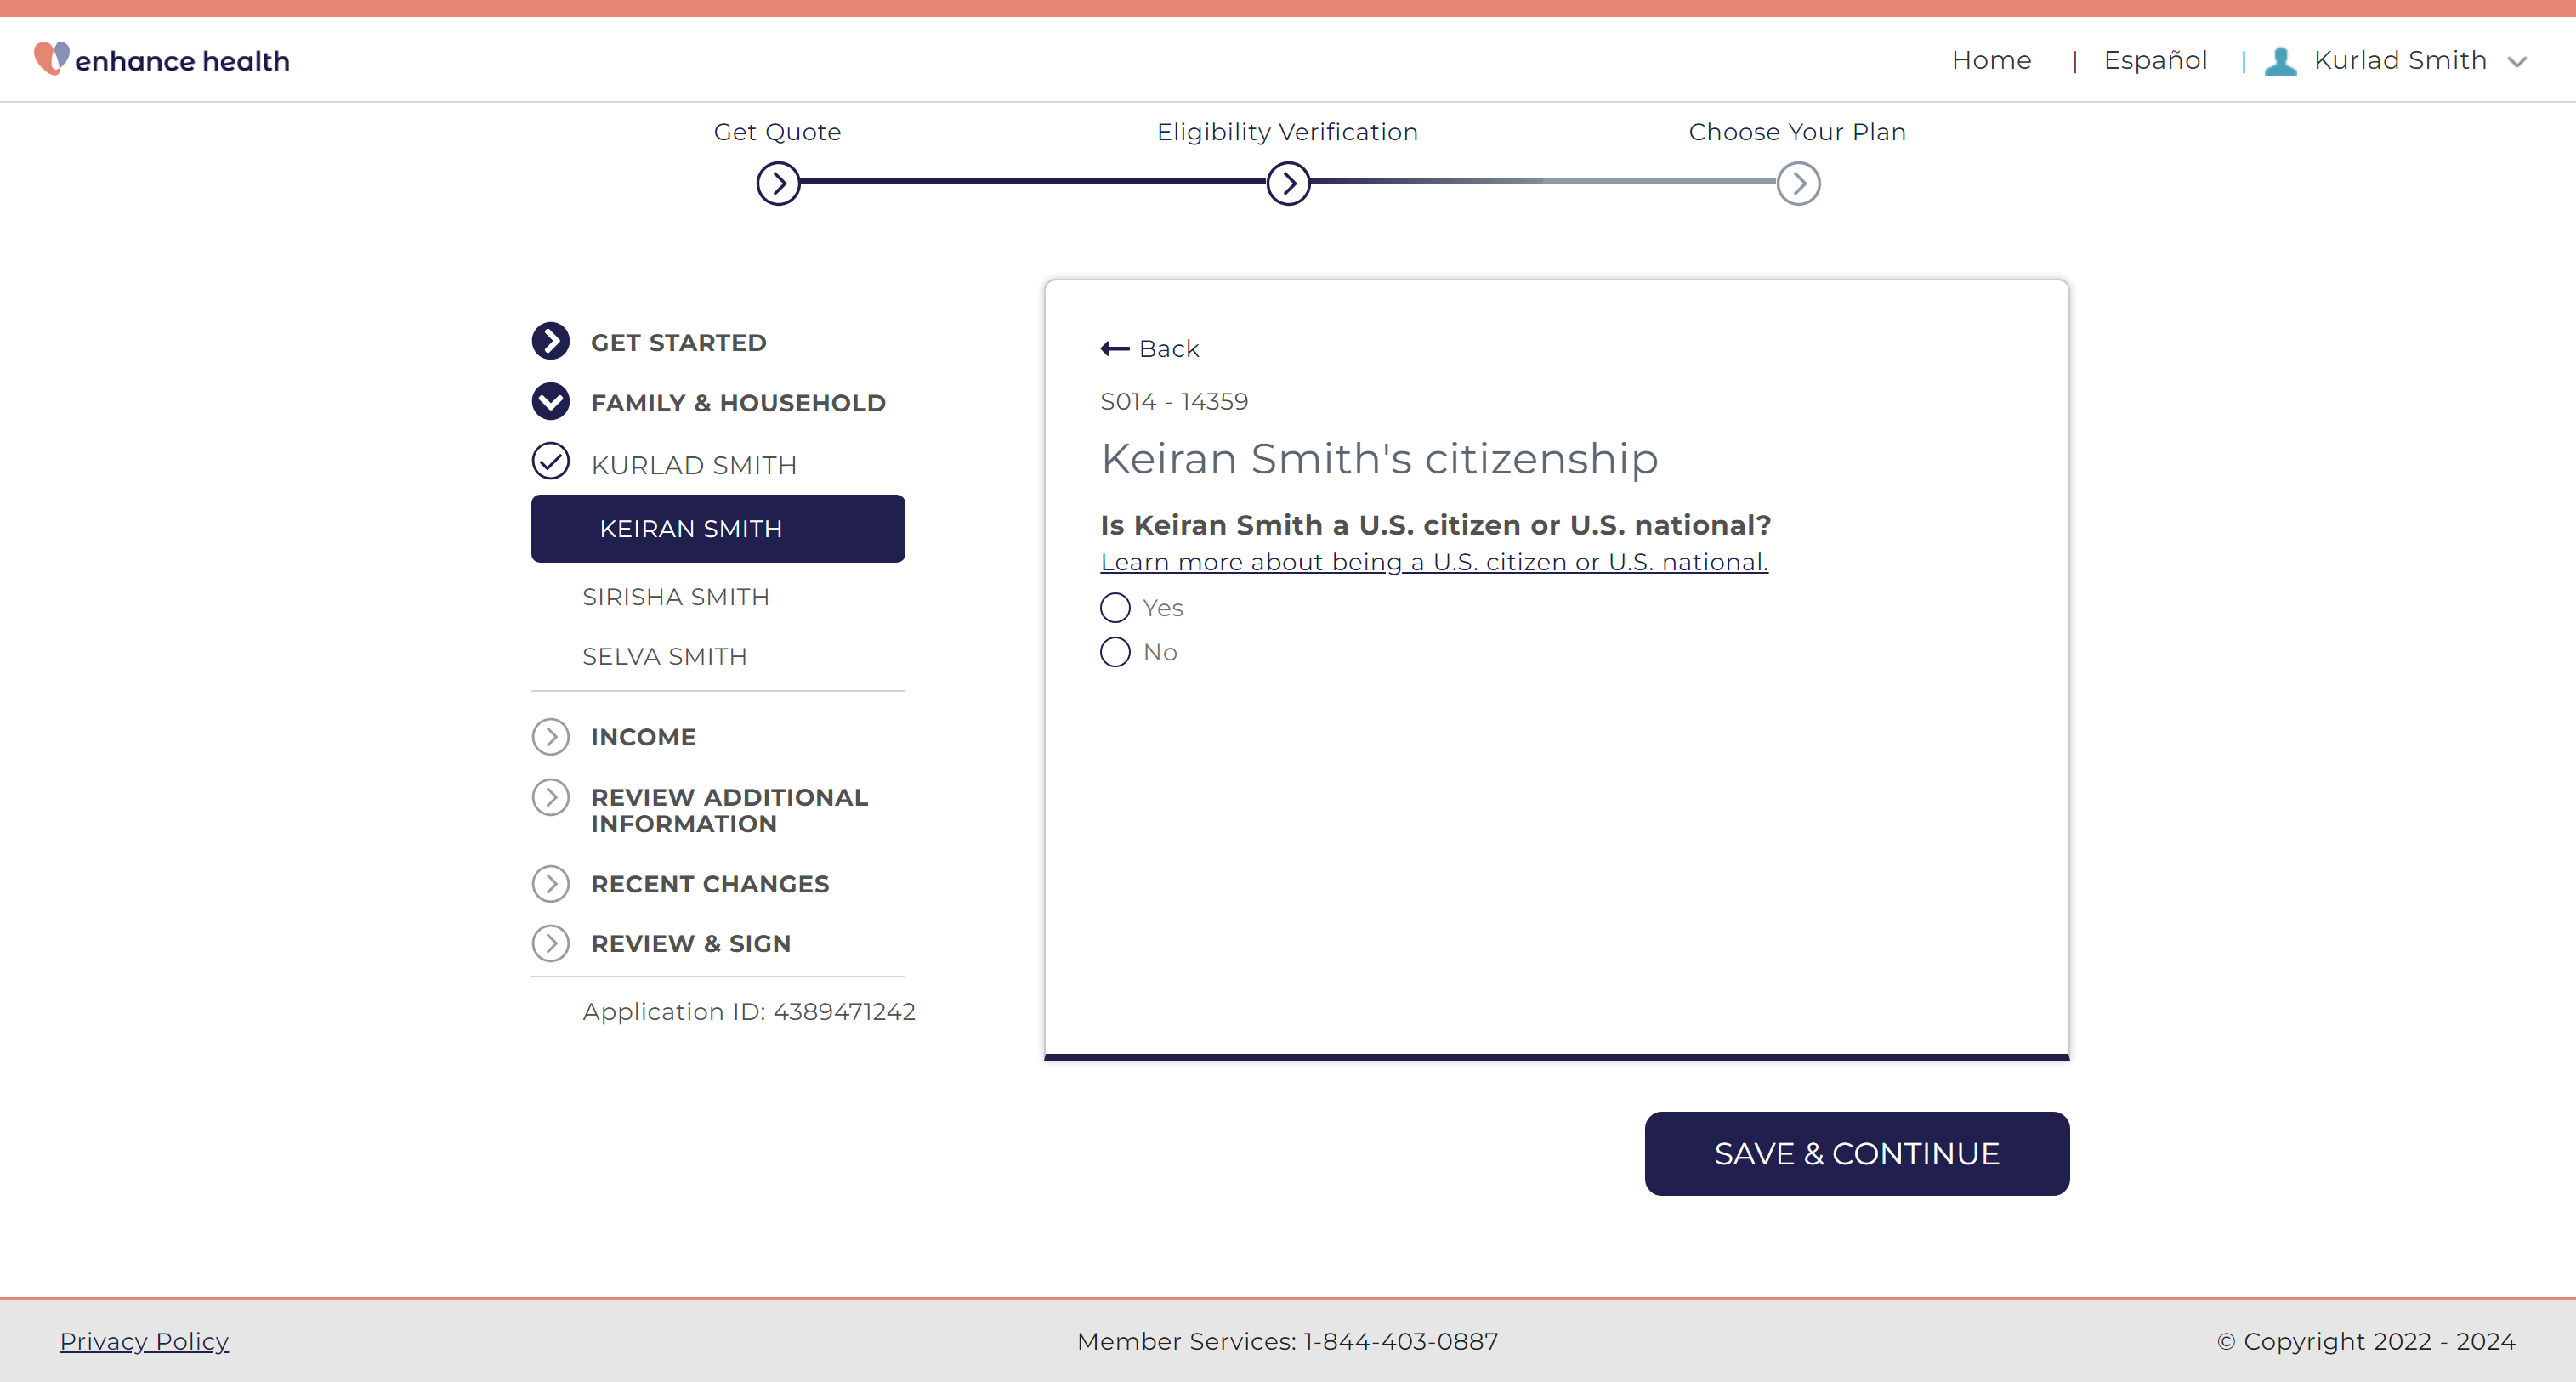 enhance health
Home | Español | Kurlad Smith
Get Quote
Eligibility Verification
Choose Your Plan
GET STARTED
FAMILY & HOUSEHOLD
KURLAD SMITH
KEIRAN SMITH
SIRISHA SMITH
SELVA SMITH
INCOME
REVIEW ADDITIONAL
INFORMATION
RECENT CHANGES
REVIEW & SIGN
Application ID: 4389471242
Back
S014 - 14359
Keiran Smith's citizenship
Is Keiran Smith a U.S. citizen or U.S. national?
Learn more about being a U.S. citizen or U.S. national.
Yes
No
SAVE & CONTINUE
Privacy Policy
Member Services: 1-844-403-0887
© Copyright 2022 - 2024